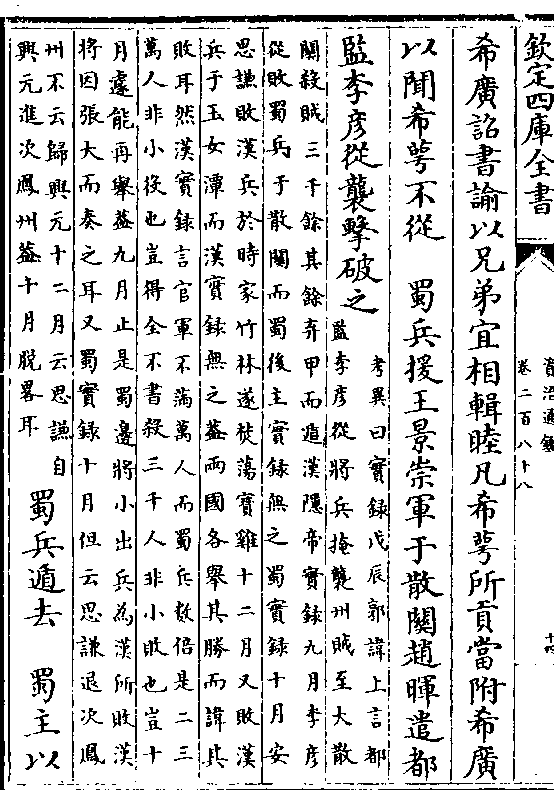 欽定四庫全書
資治通鑑
卷二百八十八
十四
希廣詔書諭以兄弟宜相輯睦凡希萼所貢當附希廣
以聞希萼不從　蜀兵援王景崇軍于散關趙暉遣都
監李彥從襲擊破之
考異曰實錄戊辰郭諱上言都
監李彥從將兵掩襲州賊至大散
關殺賊三千餘其餘弃甲而遁漢隱帝實錄九月李彥
從敗蜀兵于散關而蜀後主實錄無之蜀實錄十月安
思謙敗漢兵於時家竹林遂焚蕩寶雞十二月又敗漢
兵于玉女潭而漢實錄無之蓋兩國各舉其勝而諱其
敗耳然漢實錄言官軍不滿萬人而蜀兵數倍是二三
萬人非小役也豈得全不書殺三千人非小敗也豈十
月遽能再舉蓋九月止是蜀邊將小出兵為漢所敗漢
將因張大而奏之耳又蜀實錄十月但云思謙退次鳳
州不云歸興元十二月云思謙自
興元進次鳳州蓋十月脫畧耳
蜀兵遁去　蜀主以